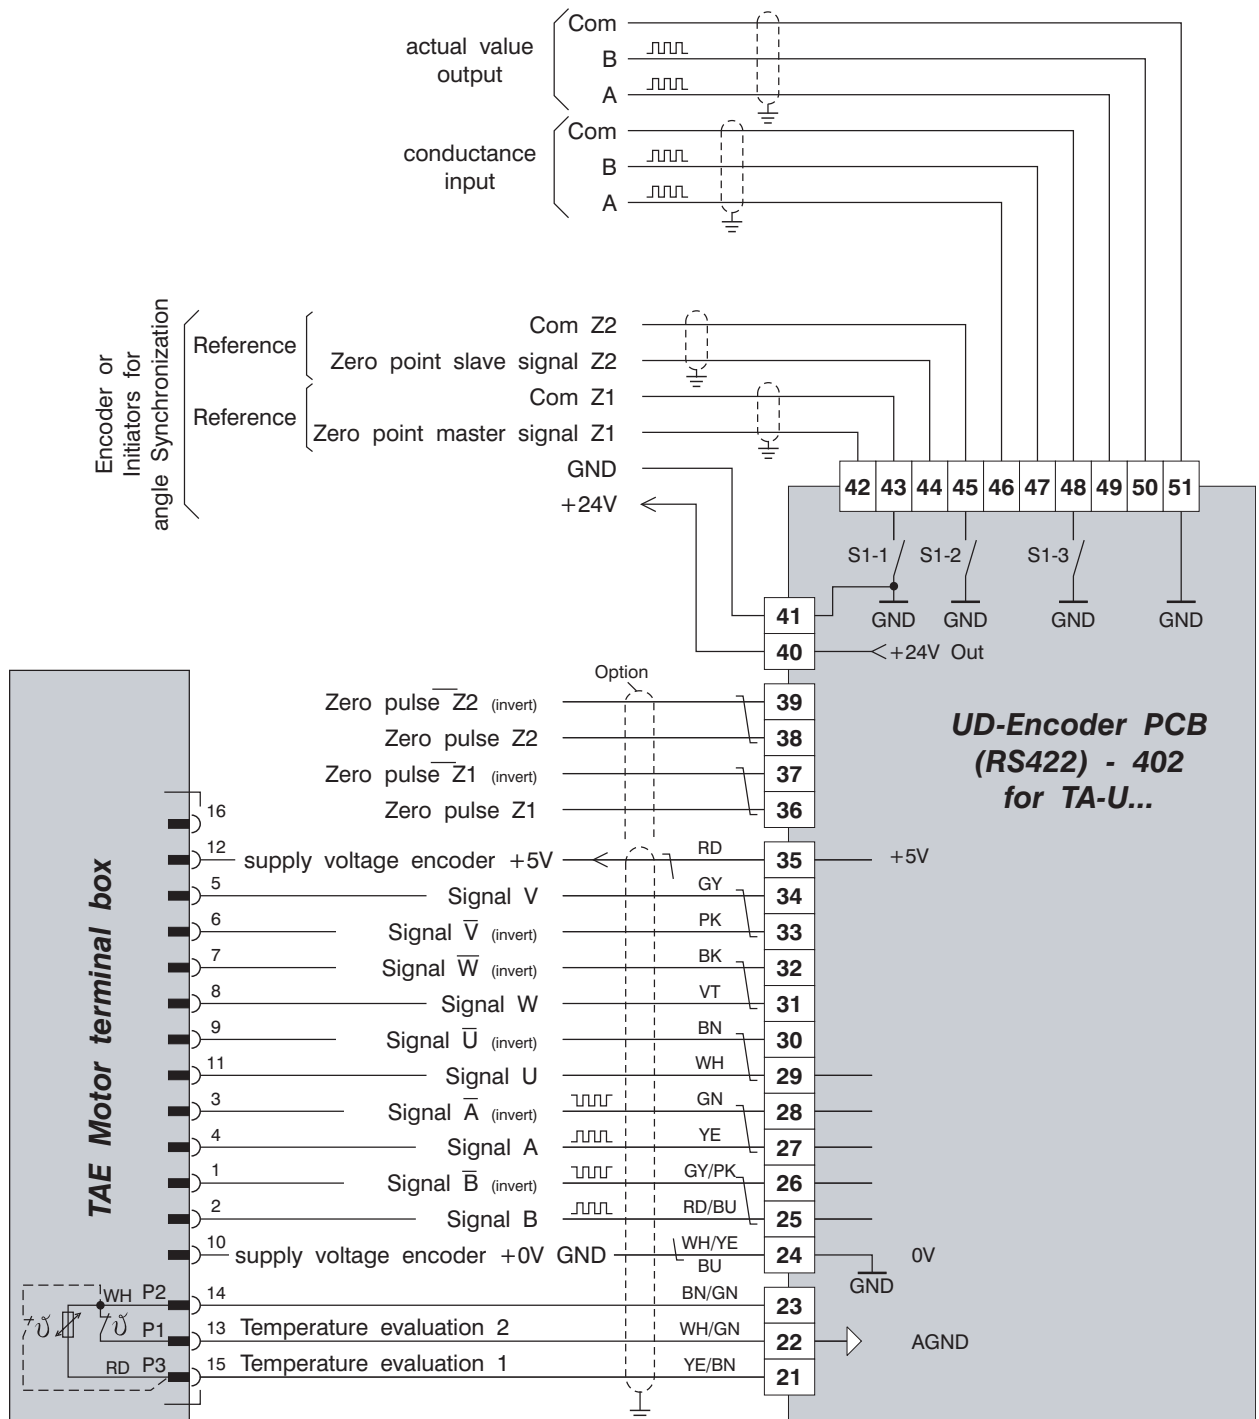 Com
actual value
output
B
A
Com
conductance
input
B
A
Encoder or
Initiators for
angle Synchronization
Reference
Com Z2
Zero point slave signal Z2
Reference
Com Z1
Zero point master signal Z1
GND
+24V
42 43 44 45 46 47 48 49 50 51
S1-1 S1-2 S1-3
GND GND GND GND
41
40 +24V Out
Option
Zero pulse Z̅2̅ (invert) 39
Zero pulse Z2 38
Zero pulse Z̅1̅ (invert) 37
Zero pulse Z1 36
UD-Encoder PCB
(RS422) - 402
for TA-U...
TAE Motor terminal box
16
12 supply voltage encoder +5V RD 35 +5V
5 Signal V GY 34
6 Signal V̅ (invert) PK 33
7 Signal W̅ (invert) BK 32
8 Signal W VT 31
9 Signal U̅ (invert) BN 30
11 Signal U WH 29
3 Signal A̅ (invert) GN 28
4 Signal A YE 27
1 Signal B̅ (invert) GY/PK 26
2 Signal B RD/BU 25
10 supply voltage encoder +0V GND WH/YE 24 0V
BU
GND
WH P2 14 BN/GN 23
+ϑ ϑ P1 13 Temperature evaluation 2 WH/GN 22 AGND
RD P3 15 Temperature evaluation 1 YE/BN 21